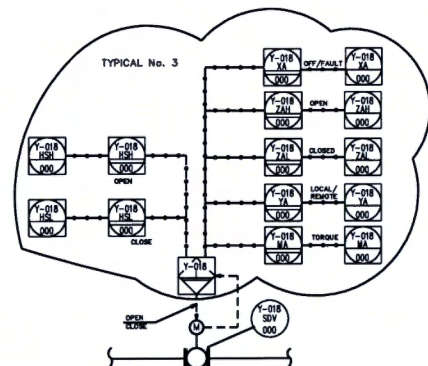 TYPICAL No. 3
Y-018
XA
000
OFF/FAULT
Y-018
XA
000
Y-018
ZAH
000
OPEN
Y-018
ZAH
000
Y-018
HSH
000
Y-018
HSH
000
OPEN
Y-018
ZAL
000
CLOSED
Y-018
ZAL
000
Y-018
HSL
000
Y-018
HSL
000
CLOSE
Y-018
YA
000
LOCAL/
REMOTE
Y-018
YA
000
Y-018
MA
000
TORQUE
Y-018
MA
000
Y-018
OPEN
CLOSE
M
Y-018
SDV
000